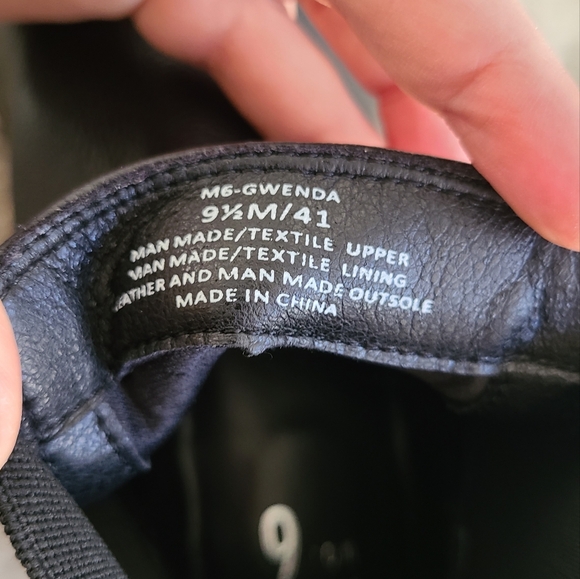 M6-GWENDA
9½M/41
MAN MADE/TEXTILE UPPER
MAN MADE/TEXTILE LINING
LEATHER AND MAN MADE OUTSOLE
MADE IN CHINA
9